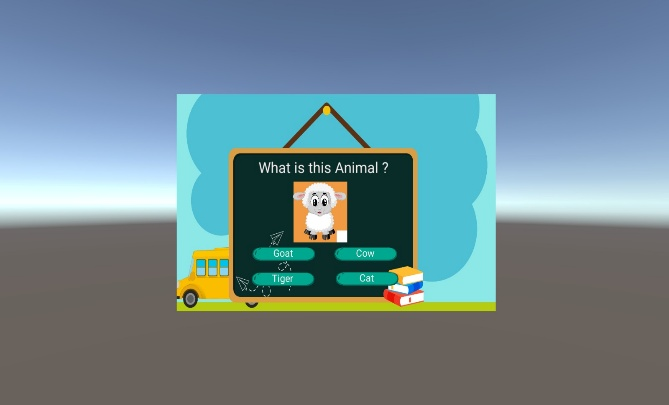 What is this Animal ?
Goat
Cow
Tiger
Cat